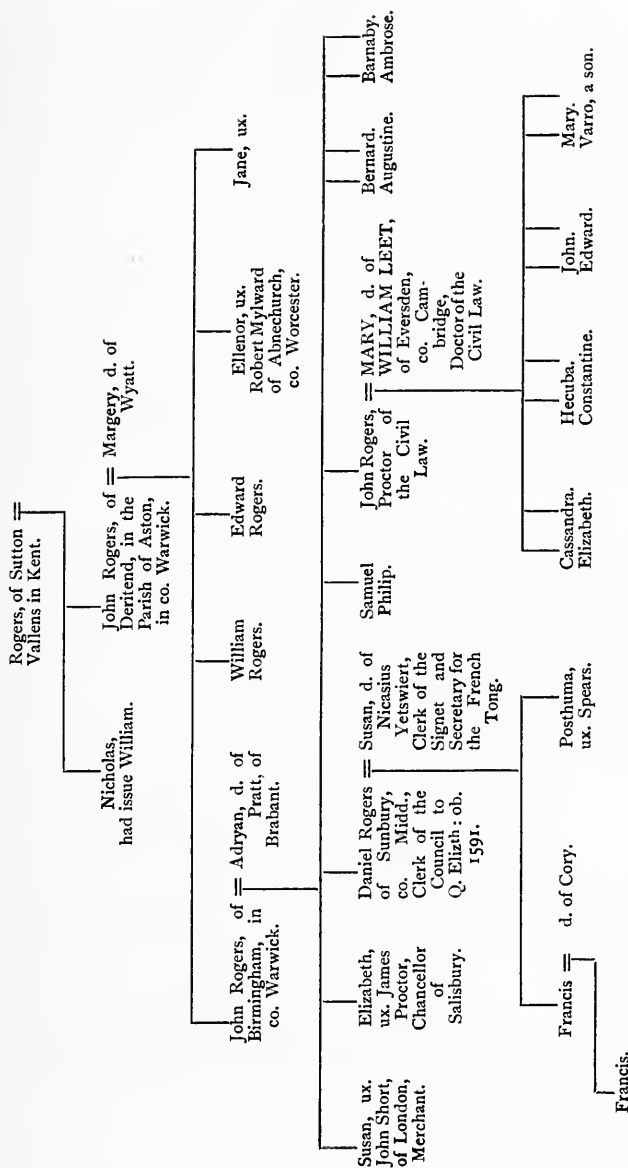 Rogers, of Sutton
Vallens in Kent.
=
Nicholas,
had issue William.
John Rogers, of
Deritend, in the
Parish of Aston,
in co. Warwick.
=
Margery, d. of
Wyatt.
John Rogers, of
Birmingham, in
co. Warwick.
=
Adryan, d. of
Pratt, of
Brabant.
William
Rogers.
Edward
Rogers.
Ellenor, ux.
Robert Mylward
of Abnechurch,
co. Worcester.
Jane, ux.
Susan, ux.
John Short,
of London,
Merchant.
Elizabeth,
ux. James
Proctor,
Chancellor
of
Salisbury.
Daniel Rogers
of Sunbury,
co. Midd.,
Clerk of the
Council to
Q. Elizth: ob.
1591.
=
Susan, d. of
Nicasius
Yetswiert,
Clerk of the
Signet and
Secretary for
the French
Tong.
Samuel
Philip.
John Rogers,
Proctor of
the Civil
Law.
=
MARY, d. of
WILLIAM LEET,
of Eversden,
co. Cam-
bridge,
Doctor of the
Civil Law.
Bernard.
Augustine.
Barnaby.
Ambrose.
Francis
=
d. of Cory.
Posthuma,
ux. Spears.
Cassandra.
Elizabeth.
Hecuba.
Constantine.
John.
Edward.
Mary.
Varro, a son.
Francis.